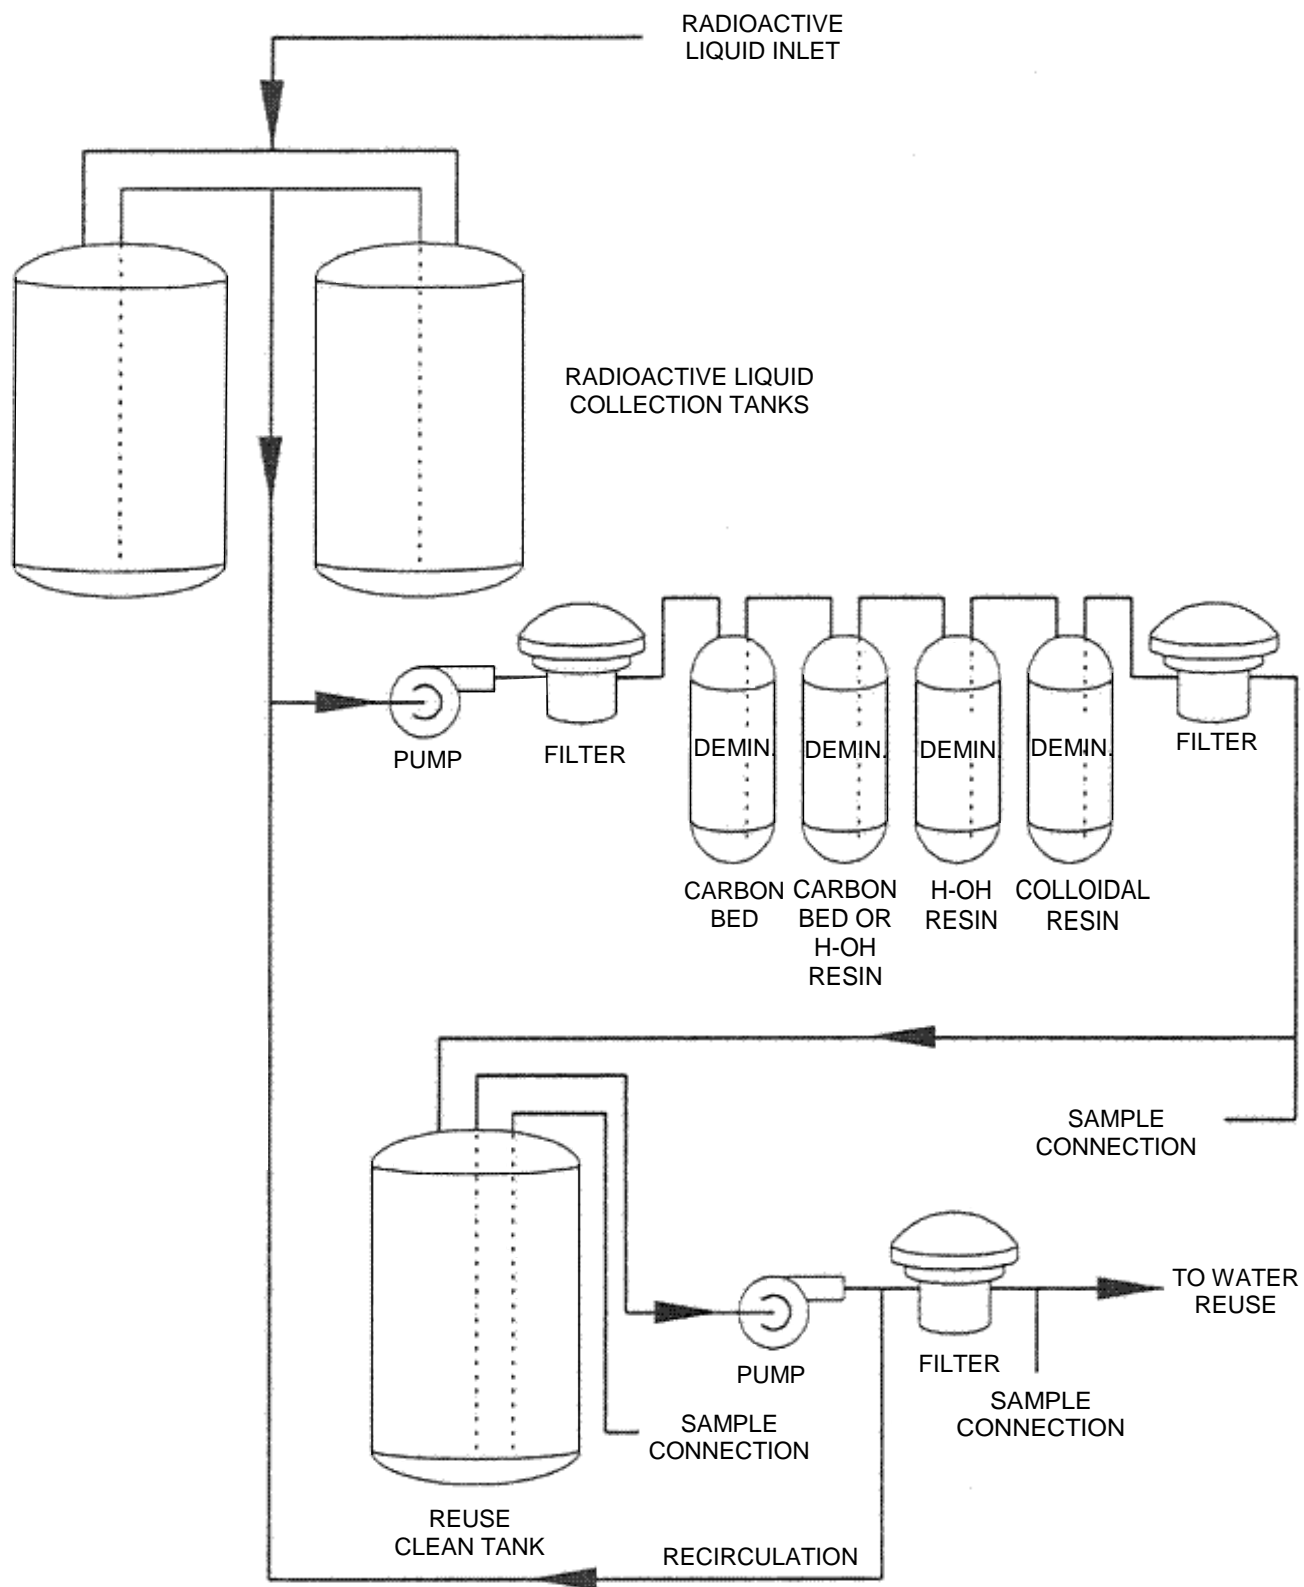 RADIOACTIVE
LIQUID INLET
RADIOACTIVE LIQUID
COLLECTION TANKS
PUMP
FILTER
DEMIN.
DEMIN.
DEMIN.
DEMIN.
FILTER
CARBON
BED
CARBON
BED OR
H-OH
RESIN
H-OH
RESIN
COLLOIDAL
RESIN
SAMPLE
CONNECTION
TO WATER
REUSE
PUMP
FILTER
SAMPLE
CONNECTION
SAMPLE
CONNECTION
REUSE
CLEAN TANK
RECIRCULATION